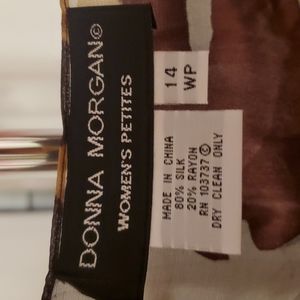 DONNA MORGAN©
WOMEN'S PETITES
14
WP
MADE IN CHINA
80% SILK
20% RAYON
RN 103737 ©
DRY CLEAN ONLY